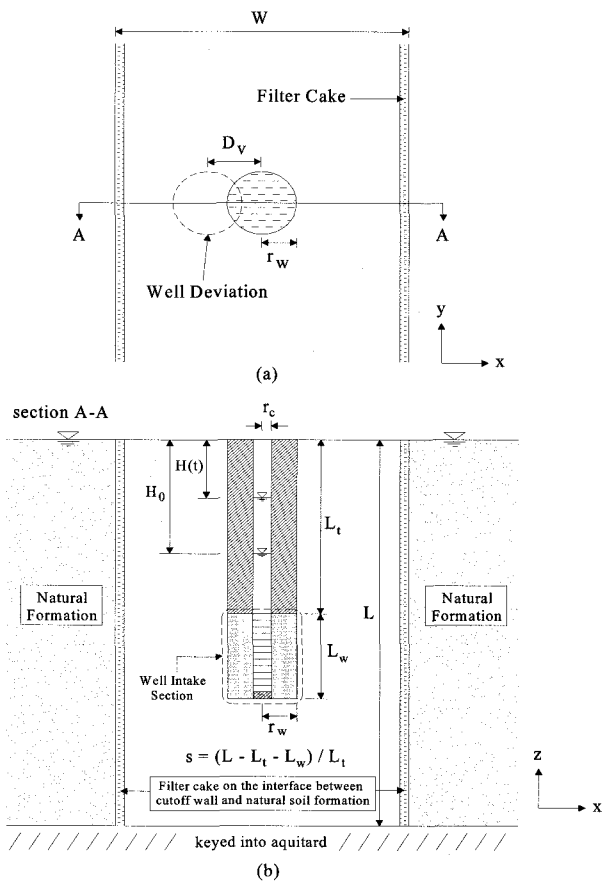 W
Filter Cake
D_V
A
A
r_w
Well Deviation
y
x
(a)
section A-A
r_c
H(t)
H_0
L_t
Natural
Formation
L
Natural
Formation
Well Intake
Section
L_w
r_w
s = (L - L_t - L_w) / L_t
z
Filter cake on the interface between
cutoff wall and natural soil formation
x
keyed into aquitard
(b)